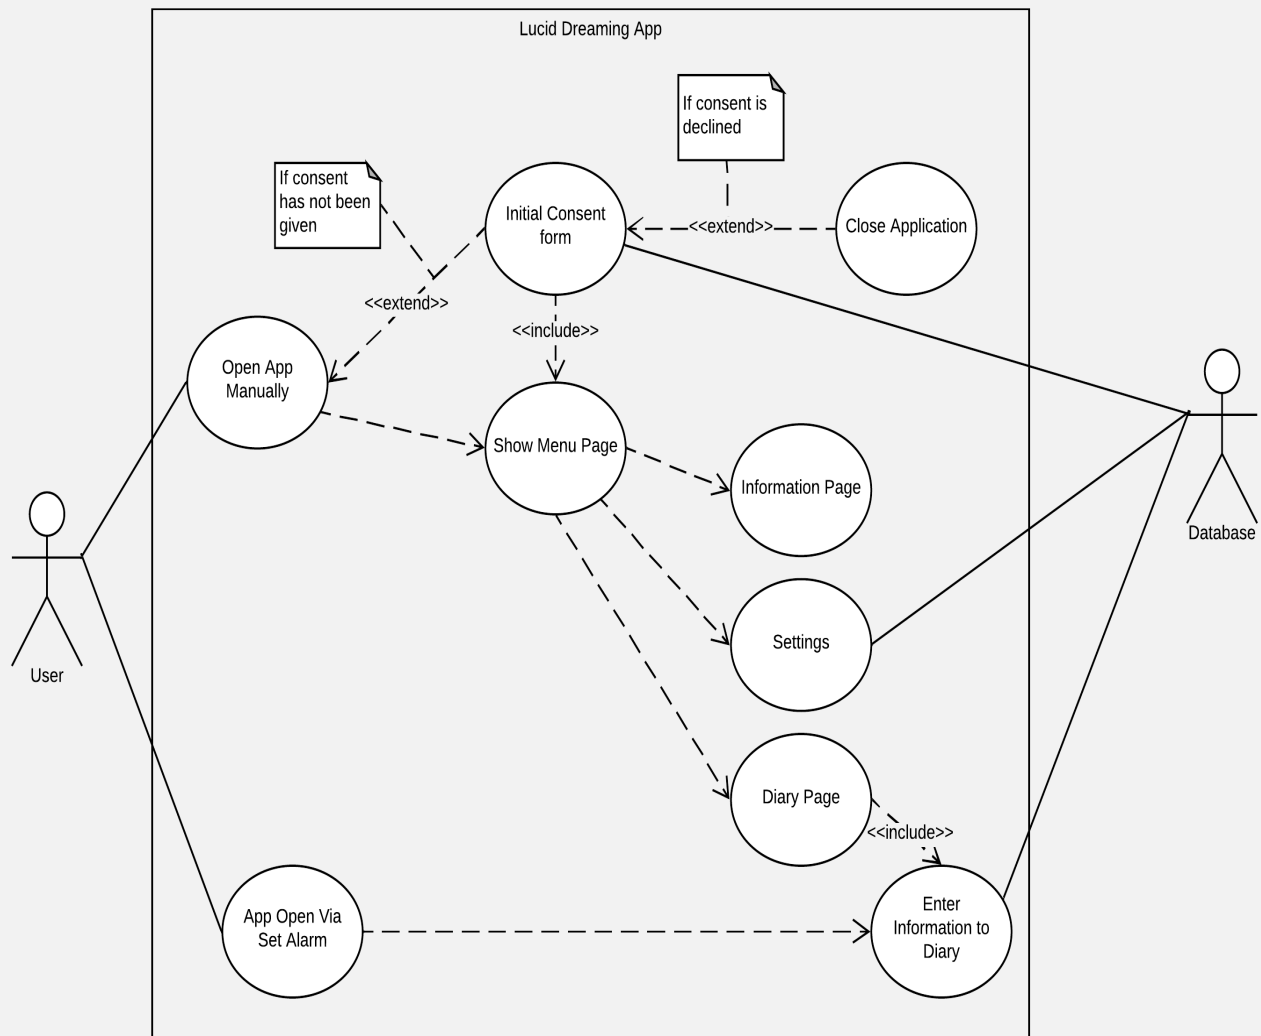 Lucid Dreaming App
If consent is
declined
If consent
has not been
given
Initial Consent
form
<<extend>>
Close Application
<<extend>>
<<include>>
Open App
Manually
Show Menu Page
Information Page
Database
Settings
User
Diary Page
<<include>>
App Open Via
Set Alarm
Enter
Information to
Diary